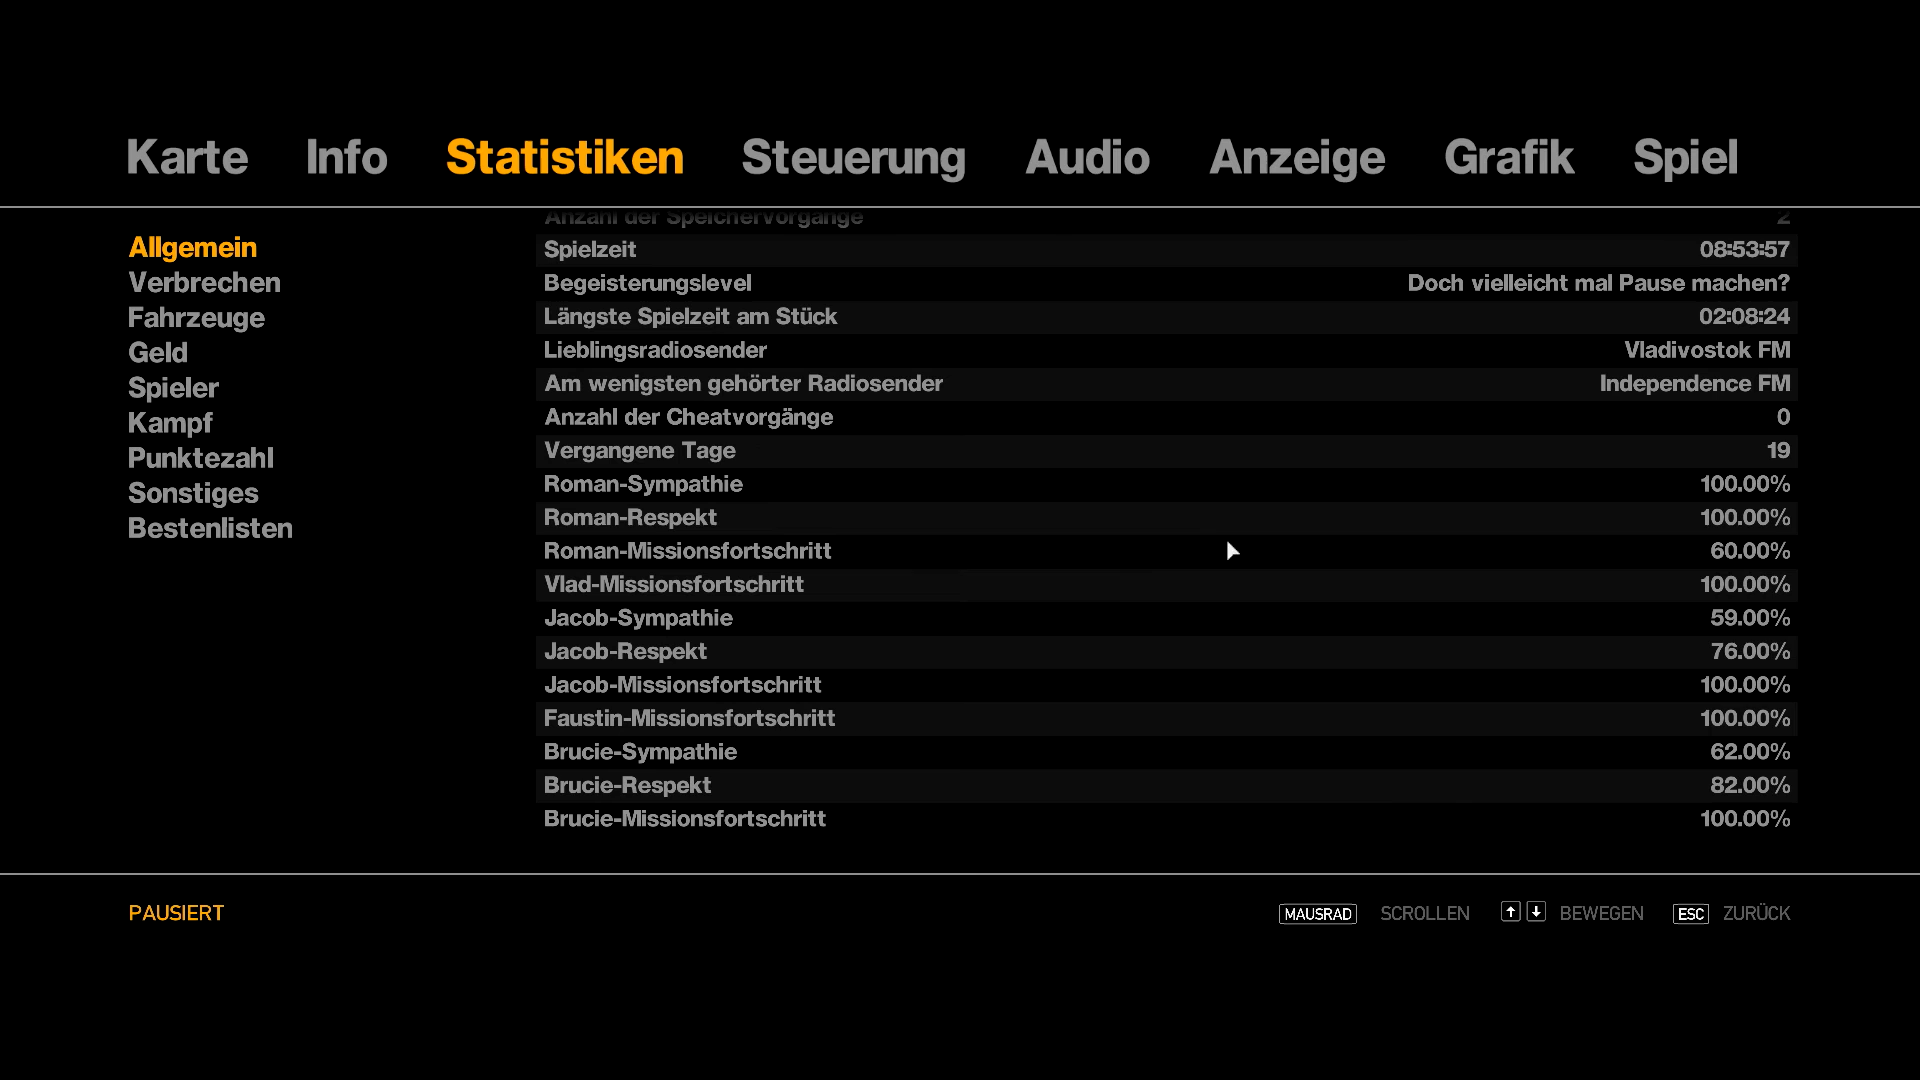 Karte Info Statistiken Steuerung Audio Anzeige Grafik Spiel
Allgemein
Verbrechen
Fahrzeuge
Geld
Spieler
Kampf
Punktezahl
Sonstiges
Bestenlisten
Anzahl der Speichervorgänge 2
Spielzeit 08:53:57
Begeisterungslevel Doch vielleicht mal Pause machen?
Längste Spielzeit am Stück 02:08:24
Lieblingsradiosender Vladivostok FM
Am wenigsten gehörter Radiosender Independence FM
Anzahl der Cheatvorgänge 0
Vergangene Tage 19
Roman-Sympathie 100.00%
Roman-Respekt 100.00%
Roman-Missionsfortschritt 60.00%
Vlad-Missionsfortschritt 100.00%
Jacob-Sympathie 59.00%
Jacob-Respekt 76.00%
Jacob-Missionsfortschritt 100.00%
Faustin-Missionsfortschritt 100.00%
Brucie-Sympathie 62.00%
Brucie-Respekt 82.00%
Brucie-Missionsfortschritt 100.00%
PAUSIERT MAUSRAD SCROLLEN BEWEGEN ESC ZURÜCK